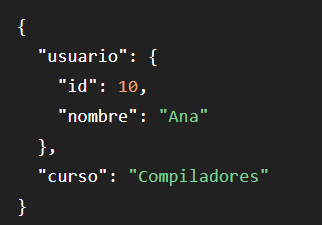 {
  "usuario": {
    "id": 10,
    "nombre": "Ana"
  },
  "curso": "Compiladores"
}